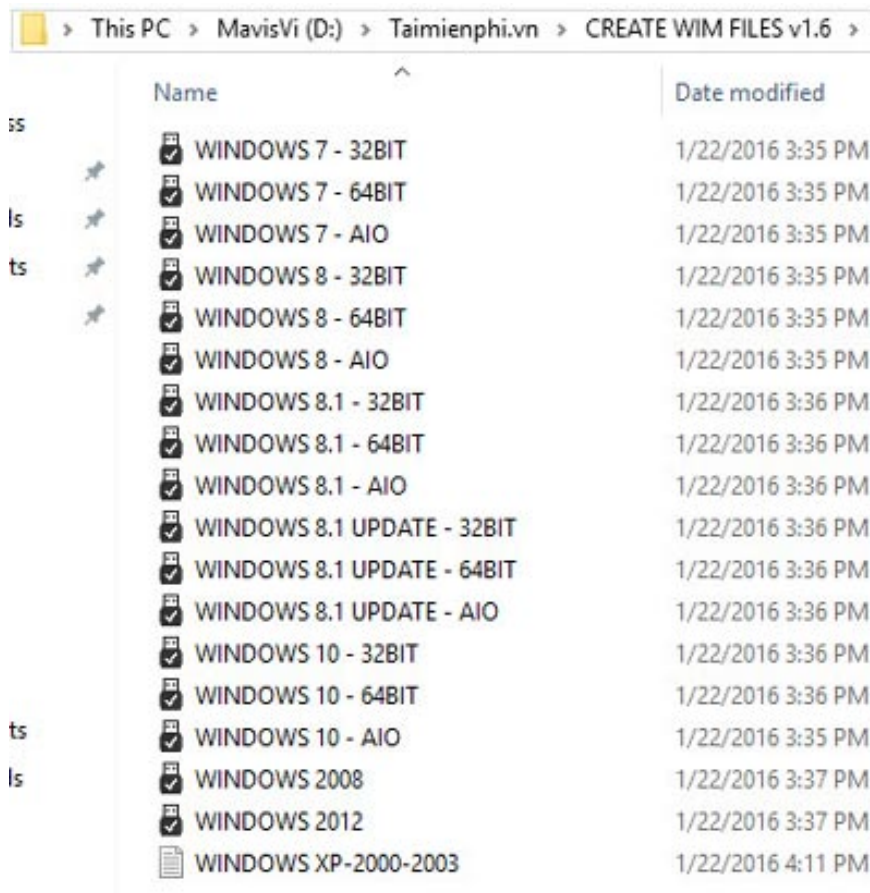 > This PC > MavisVi (D:) > Taimienphi.vn > CREATE WIM FILES v1.6 >
Name Date modified
ss
WINDOWS 7 - 32BIT 1/22/2016 3:35 PM
WINDOWS 7 - 64BIT 1/22/2016 3:35 PM
ls
WINDOWS 7 - AIO 1/22/2016 3:35 PM
ts
WINDOWS 8 - 32BIT 1/22/2016 3:35 PM
WINDOWS 8 - 64BIT 1/22/2016 3:35 PM
WINDOWS 8 - AIO 1/22/2016 3:35 PM
WINDOWS 8.1 - 32BIT 1/22/2016 3:36 PM
WINDOWS 8.1 - 64BIT 1/22/2016 3:36 PM
WINDOWS 8.1 - AIO 1/22/2016 3:36 PM
WINDOWS 8.1 UPDATE - 32BIT 1/22/2016 3:36 PM
WINDOWS 8.1 UPDATE - 64BIT 1/22/2016 3:36 PM
WINDOWS 8.1 UPDATE - AIO 1/22/2016 3:36 PM
WINDOWS 10 - 32BIT 1/22/2016 3:36 PM
WINDOWS 10 - 64BIT 1/22/2016 3:36 PM
ts
WINDOWS 10 - AIO 1/22/2016 3:35 PM
ls
WINDOWS 2008 1/22/2016 3:37 PM
WINDOWS 2012 1/22/2016 3:37 PM
WINDOWS XP-2000-2003 1/22/2016 4:11 PM